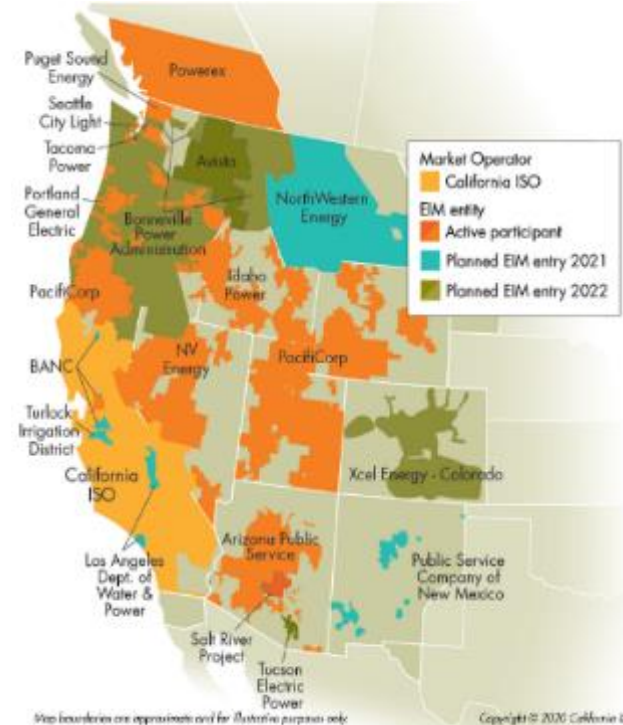 Puget Sound
Energy
Powerex
Seattle
City Light
Tacoma
Power
Avista
Portland
General
Electric
Bonneville
Power
Administration
NorthWestern
Energy
Market Operator
California ISO
EIM entity
Active participant
Planned EIM entry 2021
Planned EIM entry 2022
PacifiCorp
Idaho
Power
BANC
NV
Energy
PacifiCorp
Turlock
Irrigation
District
California
ISO
Xcel Energy - Colorado
Los Angeles
Dept. of
Water &
Power
Arizona Public
Service
Public Service
Company of
New Mexico
Salt River
Project
Tucson
Electric
Power
Map boundaries are approximate and for illustrative purposes only.
Copyright © 2020 California